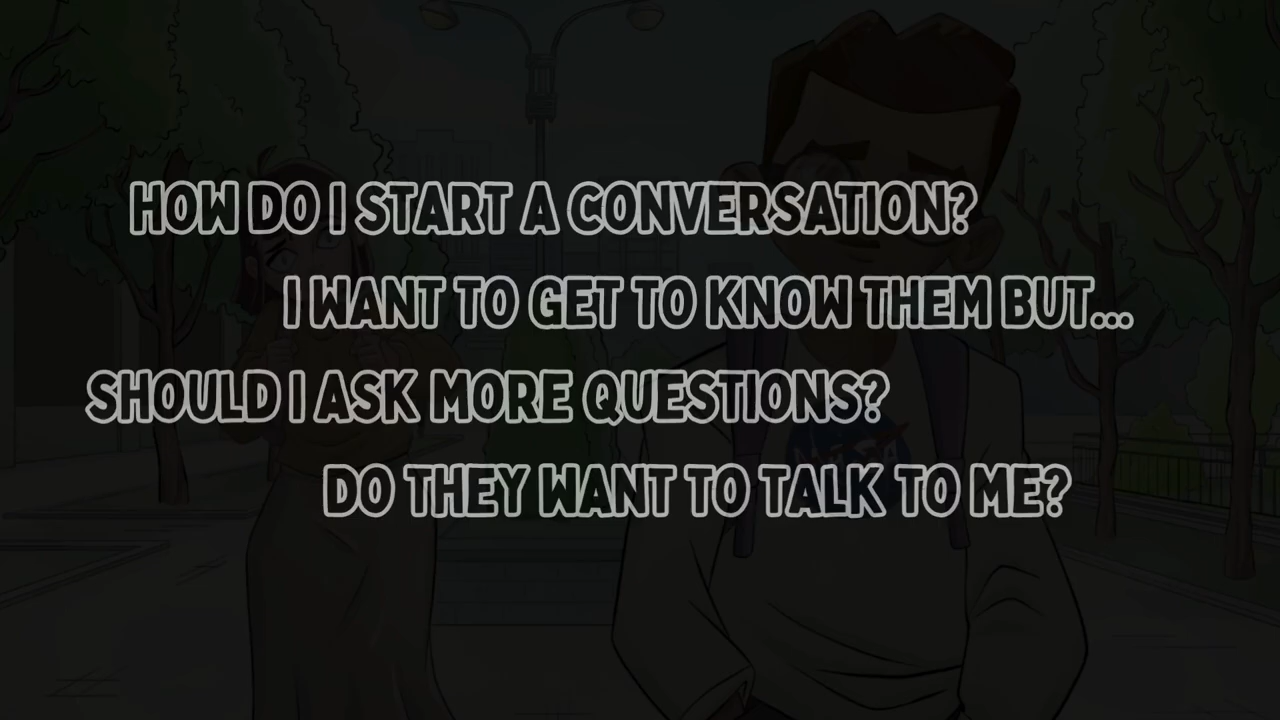 HOW DO I START A CONVERSATION?
I WANT TO GET TO KNOW THEM BUT...
SHOULD I ASK MORE QUESTIONS?
DO THEY WANT TO TALK TO ME?
NASA